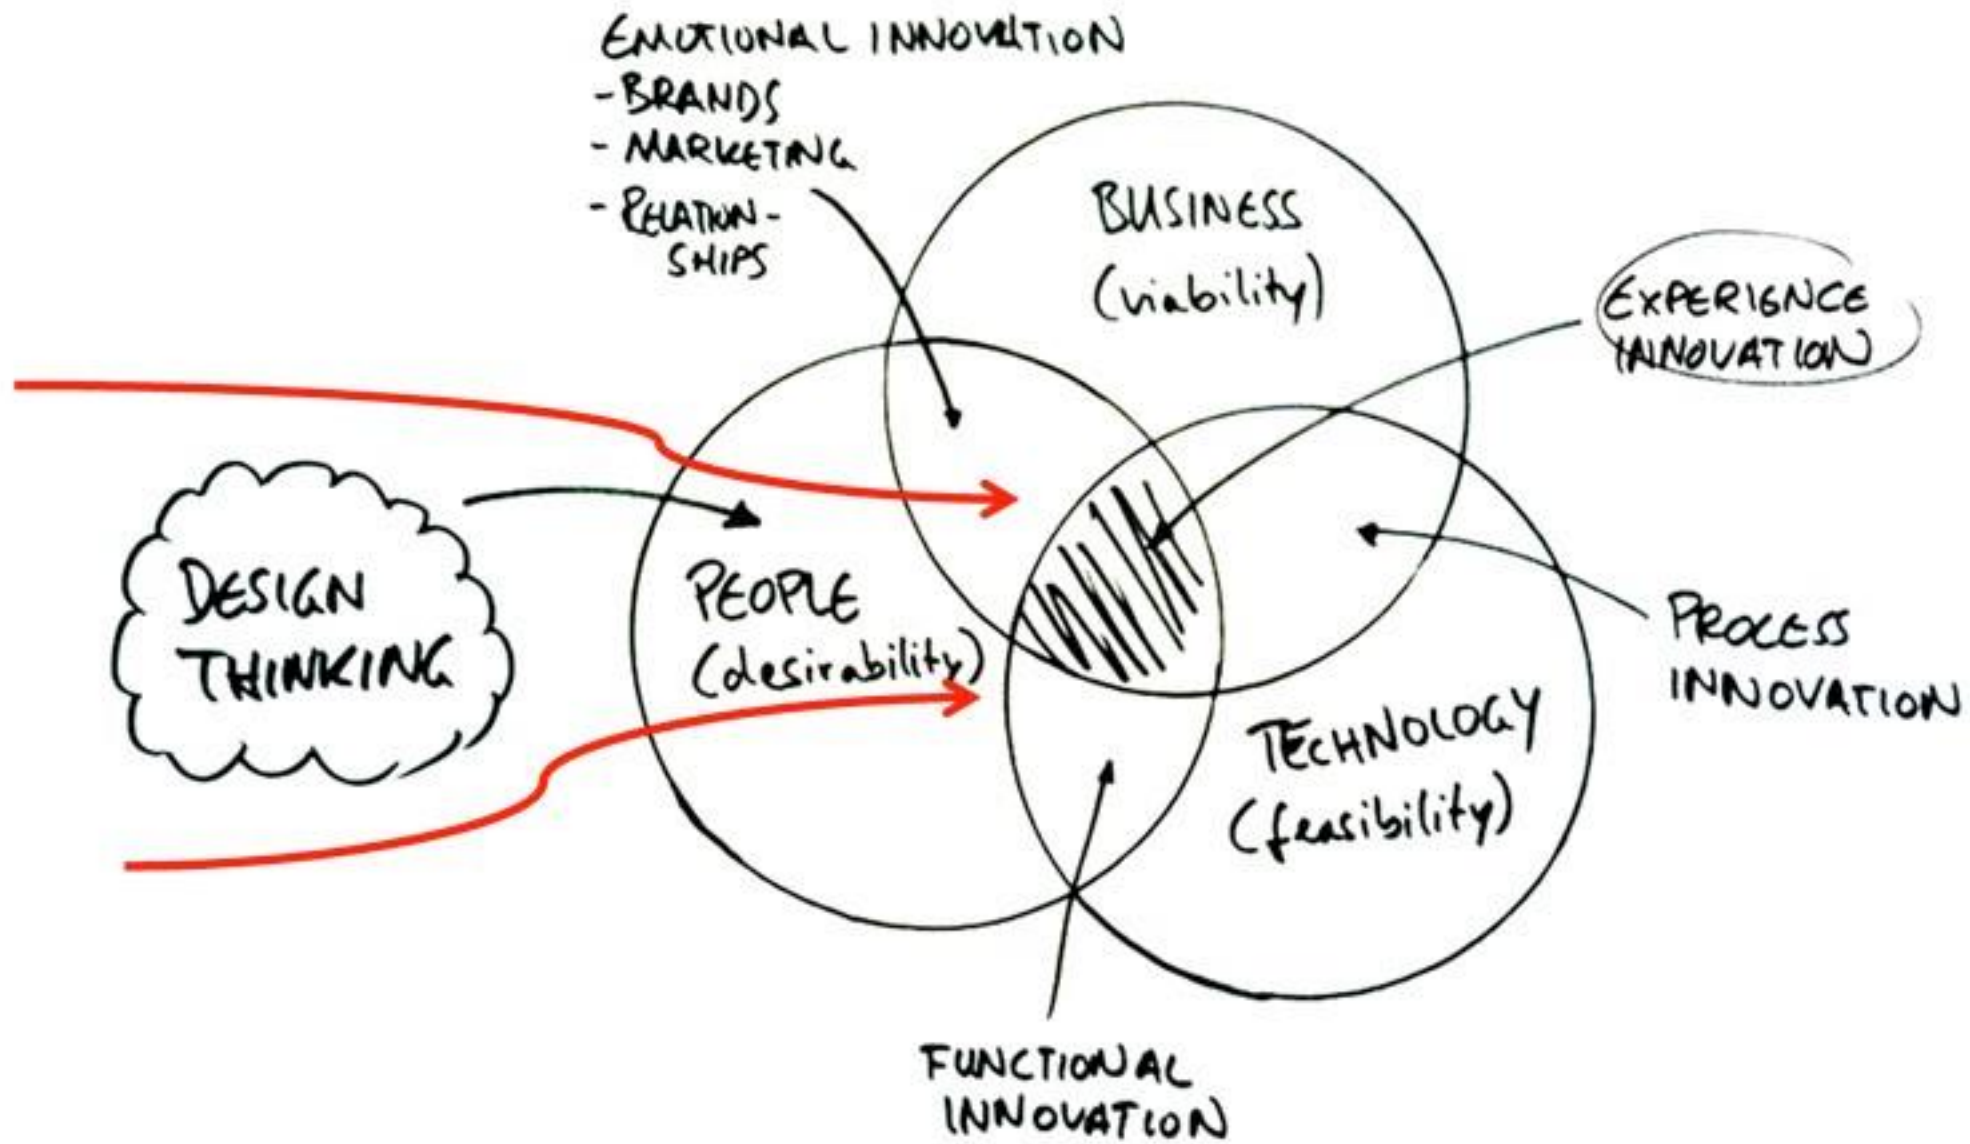 EMOTIONAL INNOVATION
- BRANDS
- MARKETING
- RELATION-
SHIPS
BUSINESS
(viability)
EXPERIENCE
INNOVATION
DESIGN
THINKING
PEOPLE
(desirability)
PROCESS
INNOVATION
TECHNOLOGY
(feasibility)
FUNCTIONAL
INNOVATION